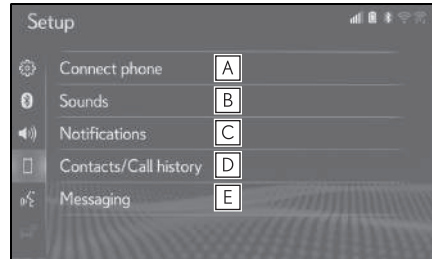 Setup
Connect phone A
Sounds B
Notifications C
Contacts/Call history D
Messaging E